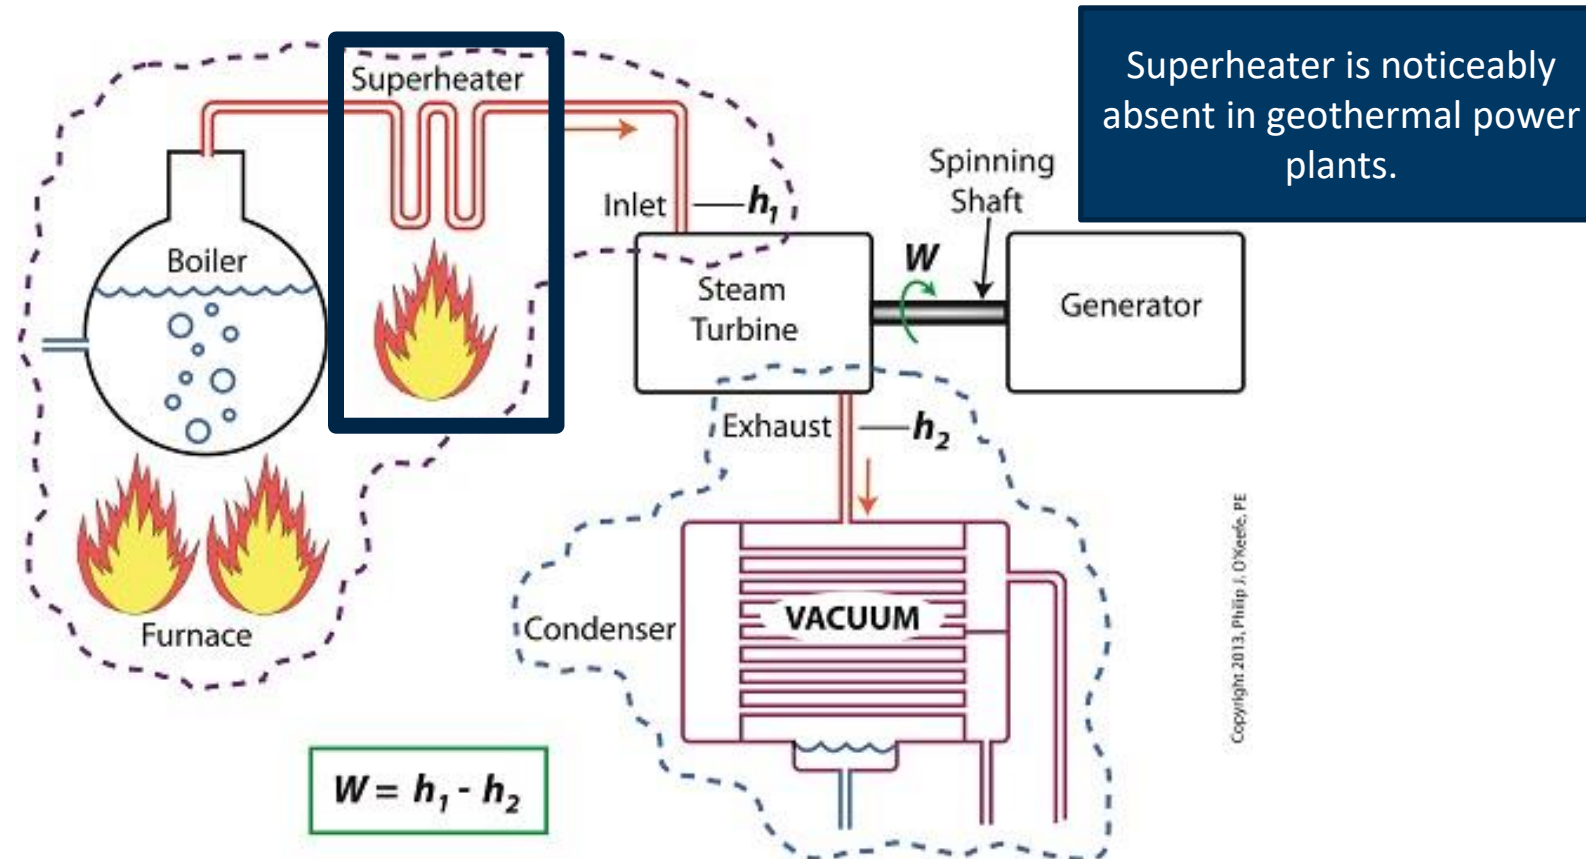 Superheater is noticeably
absent in geothermal power
plants.
Superheater
Spinning
Shaft
Inlet
h₁
Boiler
W
Steam
Turbine
Generator
Exhaust
h₂
Furnace
Condenser
VACUUM
W = h₁ - h₂
Copyright 2013, Philip J. O'Keefe, PE